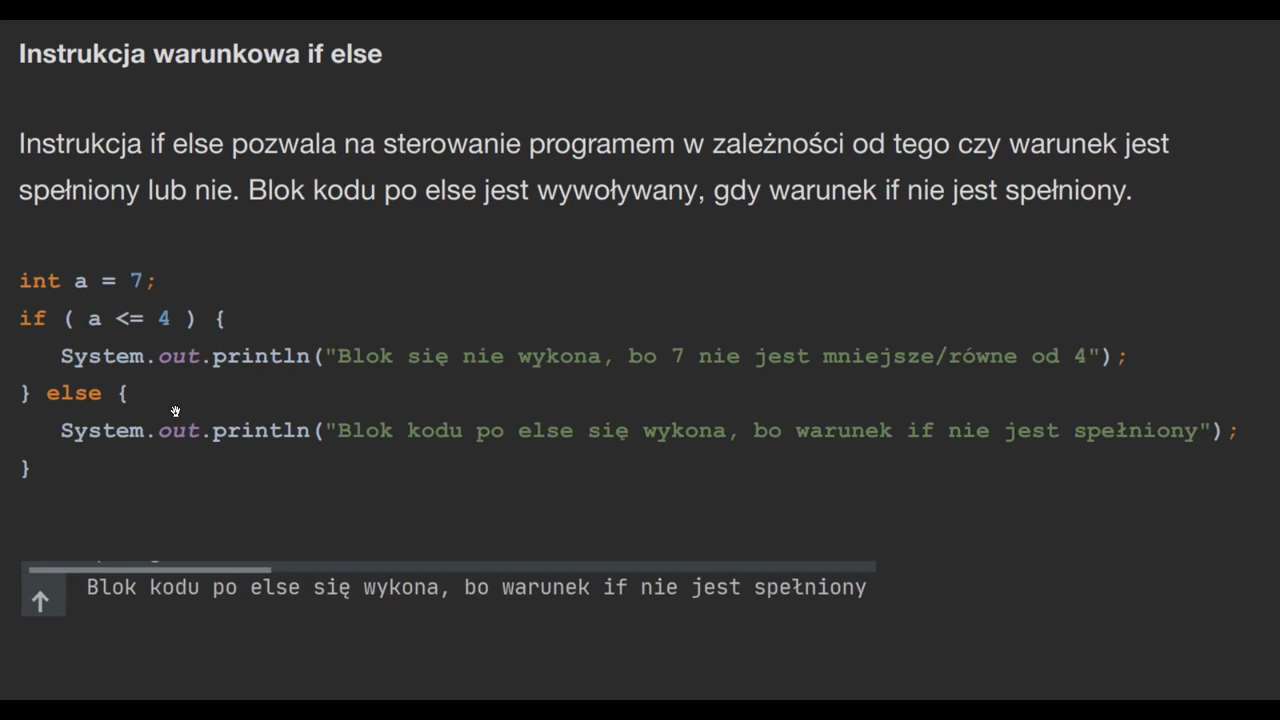 Instrukcja warunkowa if else
Instrukcja if else pozwala na sterowanie programem w zależności od tego czy warunek jest
spełniony lub nie. Blok kodu po else jest wywoływany, gdy warunek if nie jest spełniony.
int a = 7;
if ( a <= 4 ) {
   System.out.println("Blok się nie wykona, bo 7 nie jest mniejsze/równe od 4");
} else {
   System.out.println("Blok kodu po else się wykona, bo warunek if nie jest spełniony");
}
Blok kodu po else się wykona, bo warunek if nie jest spełniony